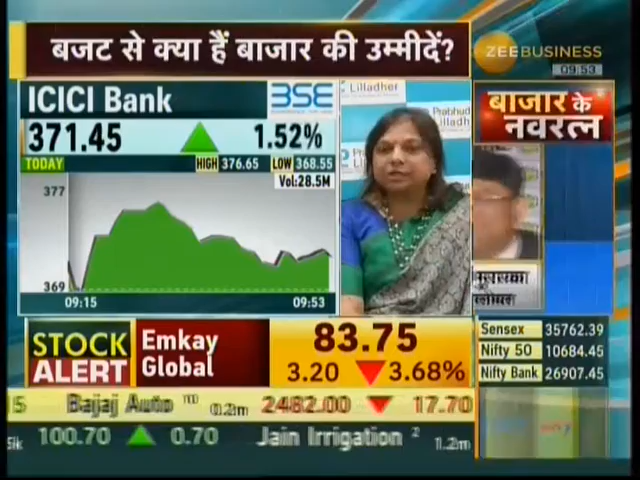 बजट से क्या हैं बाजार की उम्मीदें?
ZEE BUSINESS
09:53
ICICI Bank
BSE
371.45
1.52%
TODAY
HIGH 376.65 LOW 368.55
Vol:28.5M
377
369
09:15
09:53
Lilladher
Prabhud
Lilladh
बाजार के
नवरत्न
STOCK
ALERT
Emkay
Global
83.75
3.20
3.68%
Sensex 35762.39
Nifty 50 10684.45
Nifty Bank 26907.45
Bajaj Auto 0.2m 2482.00 17.70
100.70 0.70 Jain Irrigation 1.2m